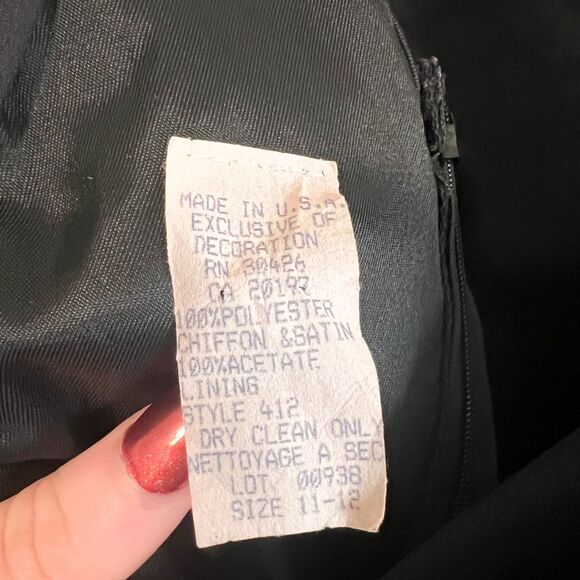 MADE IN U.S.A.
EXCLUSIVE OF
DECORATION
RN 30426
CA 20197
100%POLYESTER
CHIFFON &SATIN
100%ACETATE
LINING
STYLE 412
DRY CLEAN ONLY
NETTOYAGE A SEC
LOT 00938
SIZE 11-12